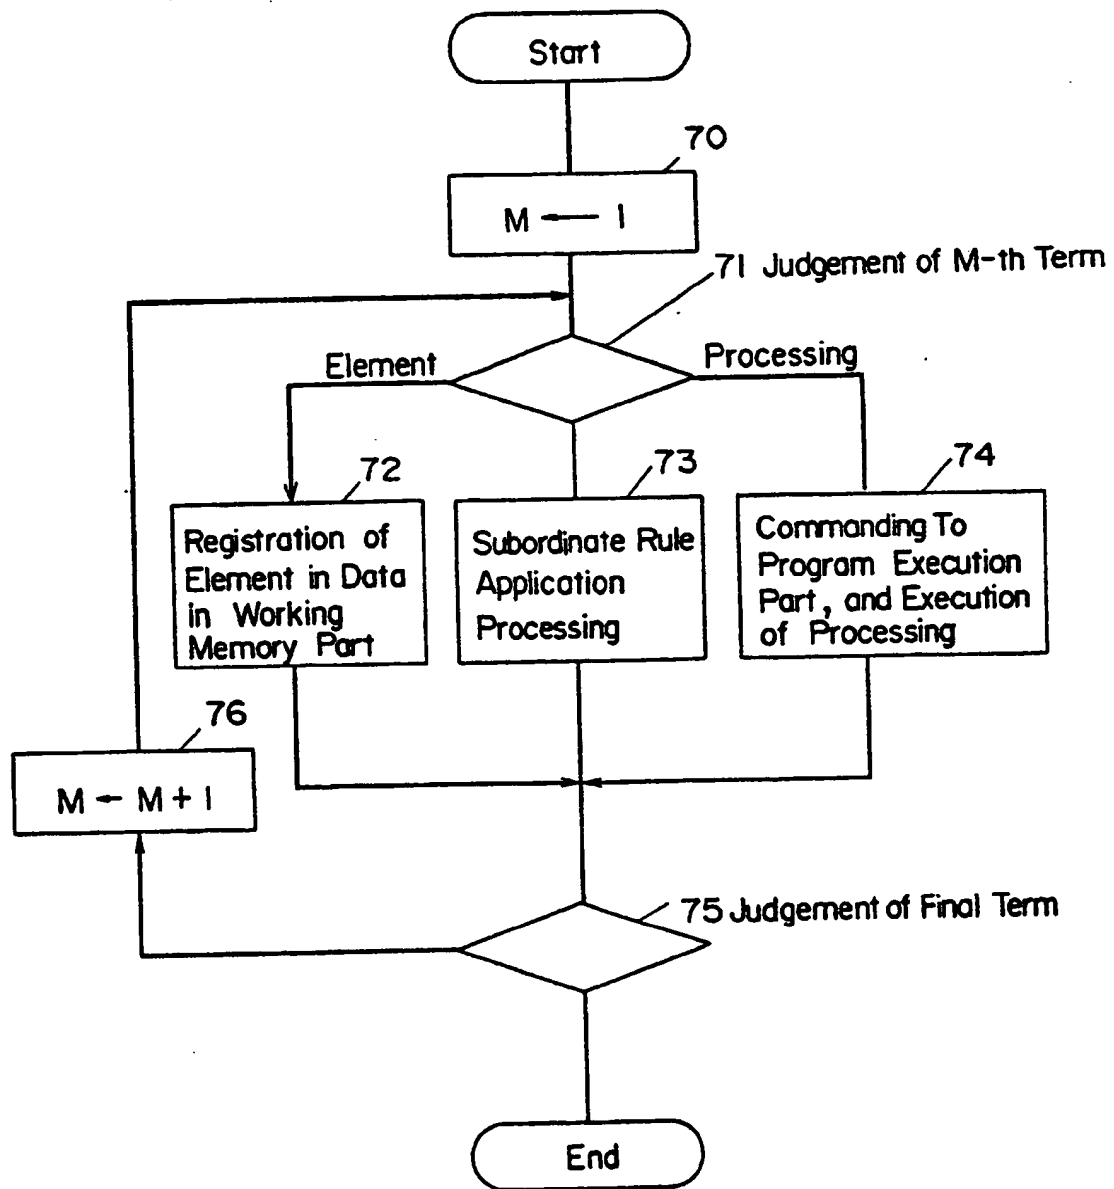 Start
70
M ← 1
71 Judgement of M-th Term
Element
Processing
72
Registration of
Element in Data
in Working
Memory Part
73
Subordinate Rule
Application
Processing
74
Commanding To
Program Execution
Part, and Execution
of Processing
76
M ← M + 1
75 Judgement of Final Term
End